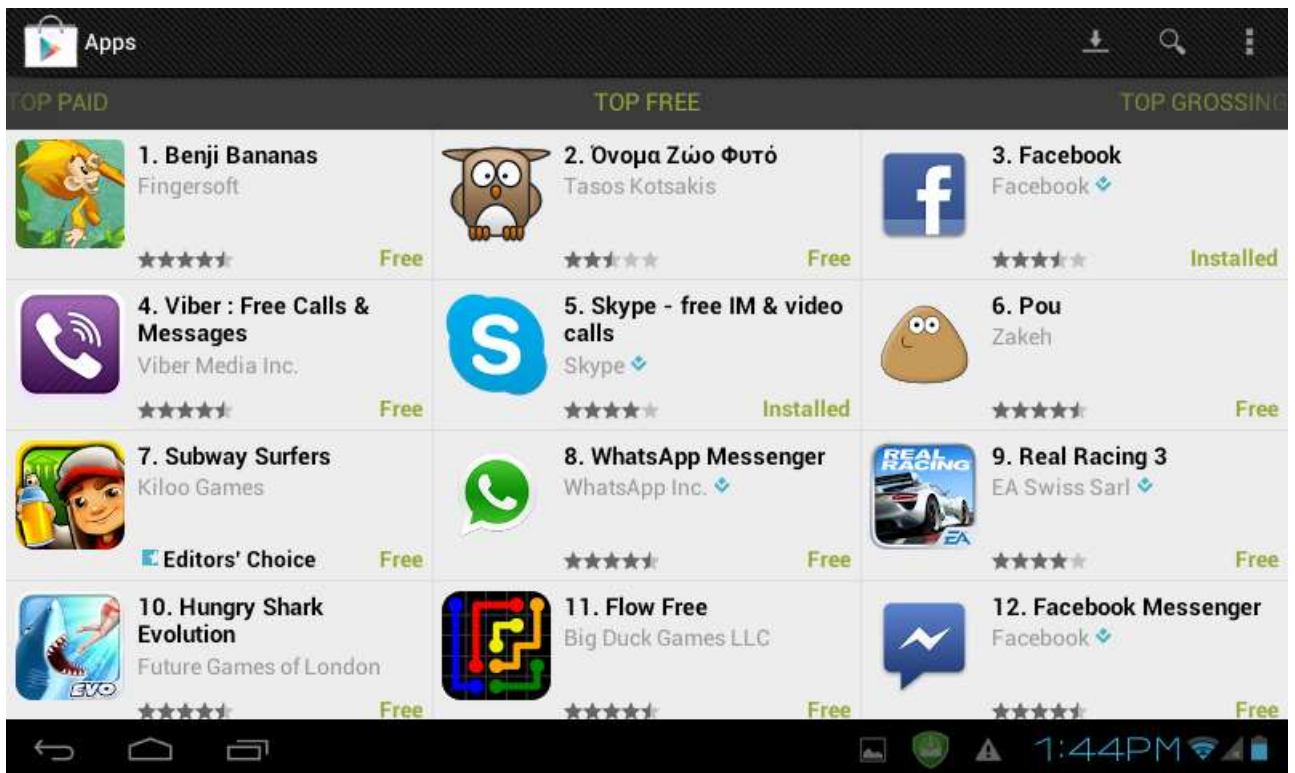 Apps
TOP PAID
TOP FREE
TOP GROSSING
1. Benji Bananas
Fingersoft
Free
2. Όνομα Ζώο Φυτό
Tasos Kotsakis
Free
3. Facebook
Facebook
Installed
4. Viber : Free Calls &
Messages
Viber Media Inc.
Free
5. Skype - free IM & video
calls
Skype
Installed
6. Pou
Zakeh
Free
7. Subway Surfers
Kiloo Games
Editors' Choice
Free
8. WhatsApp Messenger
WhatsApp Inc.
Free
REAL
RACING
EA
9. Real Racing 3
EA Swiss Sarl
Free
EVO
10. Hungry Shark
Evolution
Future Games of London
Free
11. Flow Free
Big Duck Games LLC
Free
12. Facebook Messenger
Facebook
Free
1:44PM